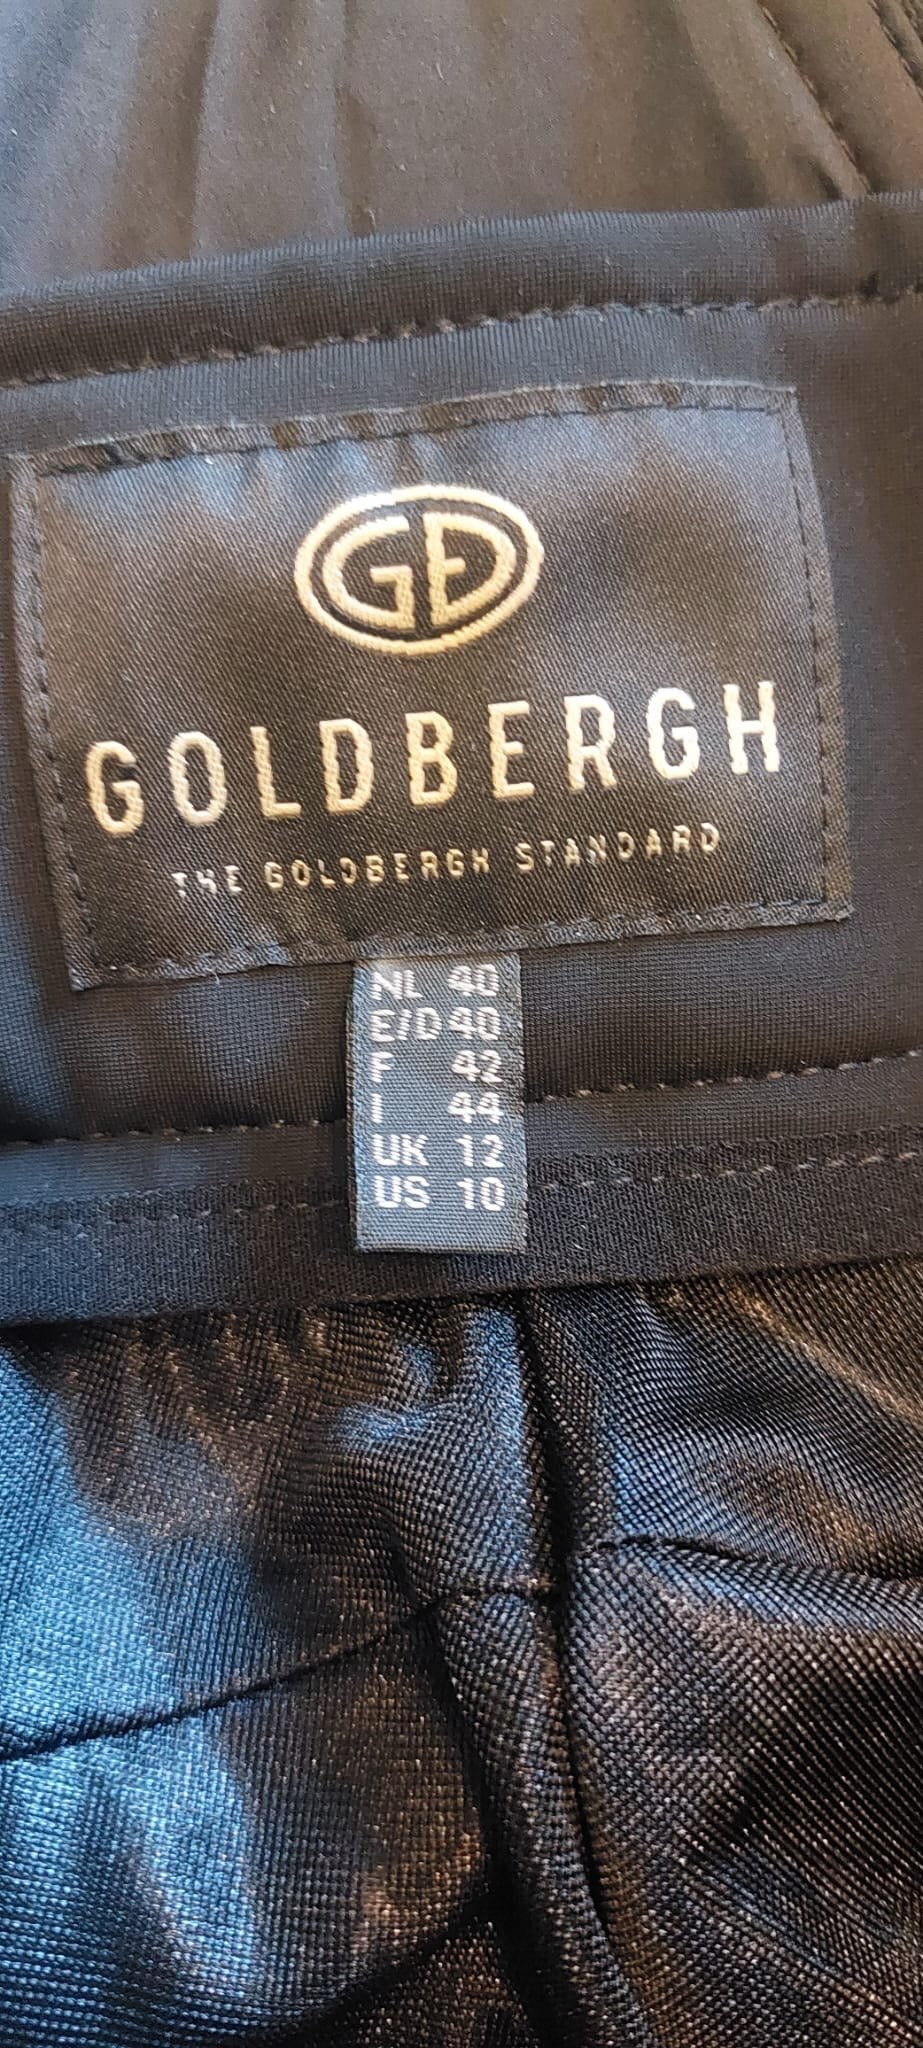 GD
GOLDBERGH
THE GOLDBERGH STANDARD
NL 40
E/D 40
F 42
I 44
UK 12
US 10